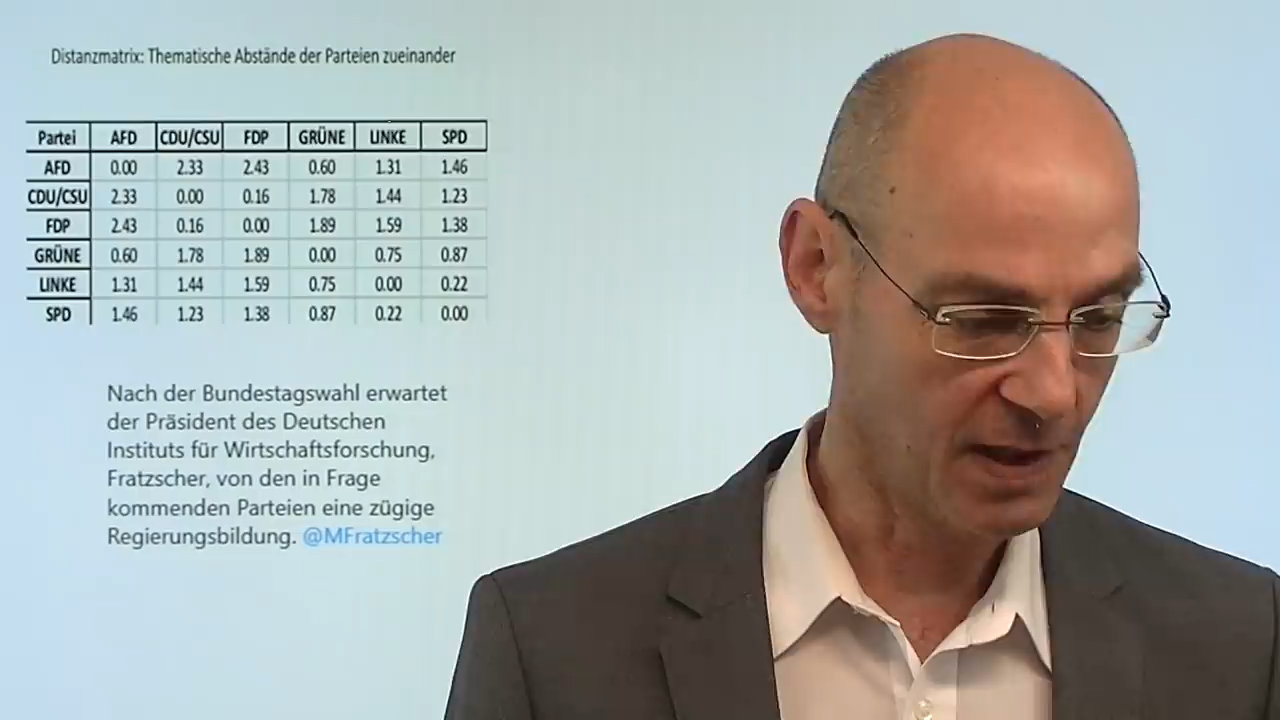 Distanzmatrix: Thematische Abstände der Parteien zueinander
Partei AFD CDU/CSU FDP GRÜNE LINKE SPD
AFD 0.00 2.33 2.43 0.60 1.31 1.46
CDU/CSU 2.33 0.00 0.16 1.78 1.44 1.23
FDP 2.43 0.16 0.00 1.89 1.59 1.38
GRÜNE 0.60 1.78 1.89 0.00 0.75 0.87
LINKE 1.31 1.44 1.59 0.75 0.00 0.22
SPD 1.46 1.23 1.38 0.87 0.22 0.00
Nach der Bundestagswahl erwartet
der Präsident des Deutschen
Instituts für Wirtschaftsforschung,
Fratzscher, von den in Frage
kommenden Parteien eine zügige
Regierungsbildung. @MFratzscher